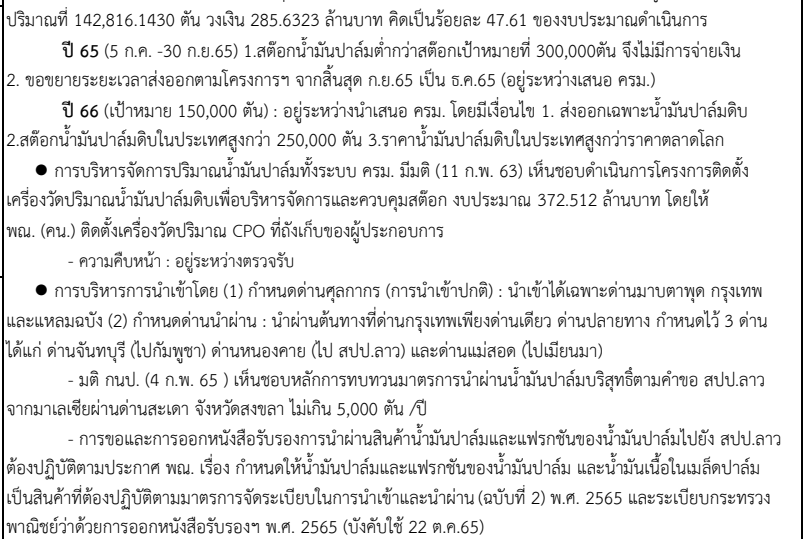 ปริมาณที่ 142,816.1430 ตัน วงเงิน 285.6323 ล้านบาท คิดเป็นร้อยละ 47.61 ของงบประมาณดำเนินการ
ปี 65 (5 ก.ค. -30 ก.ย.65) 1.สต๊อกน้ำมันปาล์มต่ำกว่าสต๊อกเป้าหมายที่ 300,000ตัน จึงไม่มีการจ่ายเงิน
2. ขอขยายระยะเวลาส่งออกตามโครงการฯ จากสิ้นสุด ก.ย.65 เป็น ธ.ค.65 (อยู่ระหว่างเสนอ ครม.)
ปี 66 (เป้าหมาย 150,000 ตัน) : อยู่ระหว่างนำเสนอ ครม. โดยมีเงื่อนไข 1. ส่งออกเฉพาะน้ำมันปาล์มดิบ
2.สต๊อกน้ำมันปาล์มดิบในประเทศสูงกว่า 250,000 ตัน 3.ราคาน้ำมันปาล์มดิบในประเทศสูงกว่าราคาตลาดโลก
● การบริหารจัดการปริมาณน้ำมันปาล์มทั้งระบบ ครม. มีมติ (11 ก.พ. 63) เห็นชอบดำเนินการโครงการติดตั้ง
เครื่องวัดปริมาณน้ำมันปาล์มดิบเพื่อบริหารจัดการและควบคุมสต๊อก งบประมาณ 372.512 ล้านบาท โดยให้
พณ. (คน.) ติดตั้งเครื่องวัดปริมาณ CPO ที่ถังเก็บของผู้ประกอบการ
- ความคืบหน้า : อยู่ระหว่างตรวจรับ
● การบริหารการนำเข้าโดย (1) กำหนดด่านศุลกากร (การนำเข้าปกติ) : นำเข้าได้เฉพาะด่านมาบตาพุด กรุงเทพ
และแหลมฉบัง (2) กำหนดด่านนำผ่าน : นำผ่านต้นทางที่ด่านกรุงเทพเพียงด่านเดียว ด่านปลายทาง กำหนดไว้ 3 ด่าน
ได้แก่ ด่านจันทบุรี (ไปกัมพูชา) ด่านหนองคาย (ไป สปป.ลาว) และด่านแม่สอด (ไปเมียนมา)
- มติ กนป. (4 ก.พ. 65 ) เห็นชอบหลักการทบทวนมาตรการนำผ่านน้ำมันปาล์มบริสุทธิ์ตามคำขอ สปป.ลาว
จากมาเลเซียผ่านด่านสะเดา จังหวัดสงขลา ไม่เกิน 5,000 ตัน /ปี
- การขอและการออกหนังสือรับรองการนำผ่านสินค้าน้ำมันปาล์มและแฟรกชันของน้ำมันปาล์มไปยัง สปป.ลาว
ต้องปฏิบัติตามประกาศ พณ. เรื่อง กำหนดให้น้ำมันปาล์มและแฟรกชันของน้ำมันปาล์ม และน้ำมันเนื้อในเมล็ดปาล์ม
เป็นสินค้าที่ต้องปฏิบัติตามมาตรการจัดระเบียบในการนำเข้าและนำผ่าน (ฉบับที่ 2) พ.ศ. 2565 และระเบียบกระทรวง
พาณิชย์ว่าด้วยการออกหนังสือรับรองฯ พ.ศ. 2565 (บังคับใช้ 22 ต.ค.65)